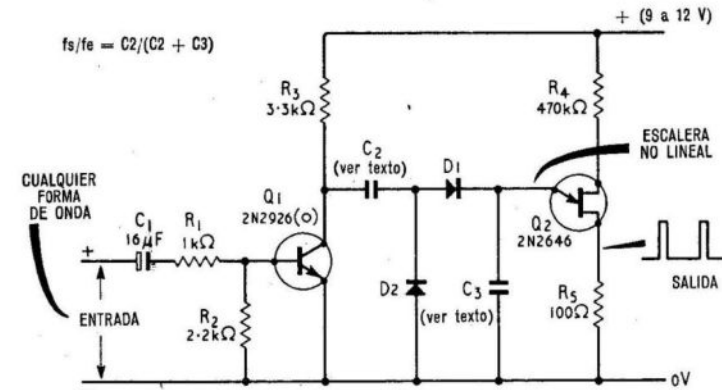 fs/fe = C2/(C2 + C3)
+ (9 a 12 V)
R3
3·3kΩ
R4
470kΩ
ESCALERA
NO LINEAL
C2
(ver texto)
D1
CUALQUIER
FORMA
DE ONDA
C1
16µF
R1
1kΩ
Q1
2N2926(o)
Q2
2N2646
+
ENTRADA
R2
2·2kΩ
D2
C3
(ver texto)
R5
100Ω
SALIDA
0V